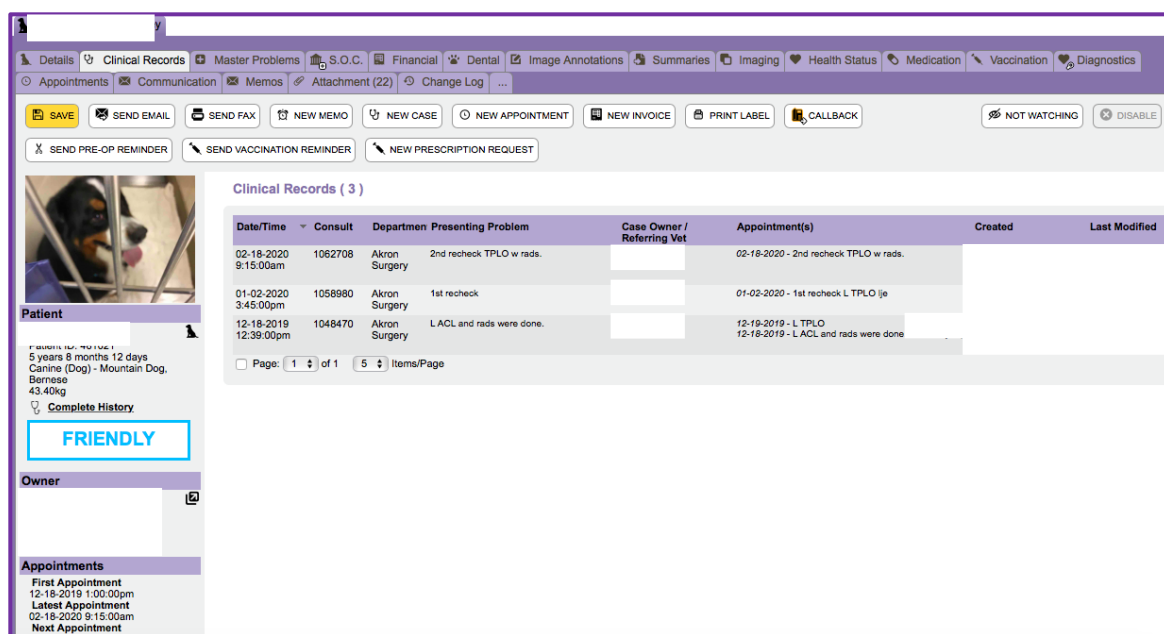 y
Details Clinical Records Master Problems S.O.C. Financial Dental Image Annotations Summaries Imaging Health Status Medication Vaccination Diagnostics
Appointments Communication Memos Attachment (22) Change Log ...
SAVE SEND EMAIL SEND FAX NEW MEMO NEW CASE NEW APPOINTMENT NEW INVOICE PRINT LABEL CALLBACK NOT WATCHING DISABLE
SEND PRE-OP REMINDER SEND VACCINATION REMINDER NEW PRESCRIPTION REQUEST
Clinical Records ( 3 )
Date/Time Consult Departmen Presenting Problem Case Owner / Referring Vet Appointment(s) Created Last Modified
02-18-2020 1062708 Akron 2nd recheck TPLO w rads. 02-18-2020 - 2nd recheck TPLO w rads.
9:15:00am Surgery
01-02-2020 1058980 Akron 1st recheck 01-02-2020 - 1st recheck L TPLO lje
3:45:00pm Surgery
12-18-2019 1048470 Akron L ACL and rads were done. 12-19-2019 - L TPLO
12:39:00pm Surgery 12-18-2019 - L ACL and rads were done
Page: 1 of 1 5 Items/Page
Patient
5 years 8 months 12 days
Canine (Dog) - Mountain Dog,
Bernese
43.40kg
Complete History
FRIENDLY
Owner
Appointments
First Appointment
12-18-2019 1:00:00pm
Latest Appointment
02-18-2020 9:15:00am
Next Appointment